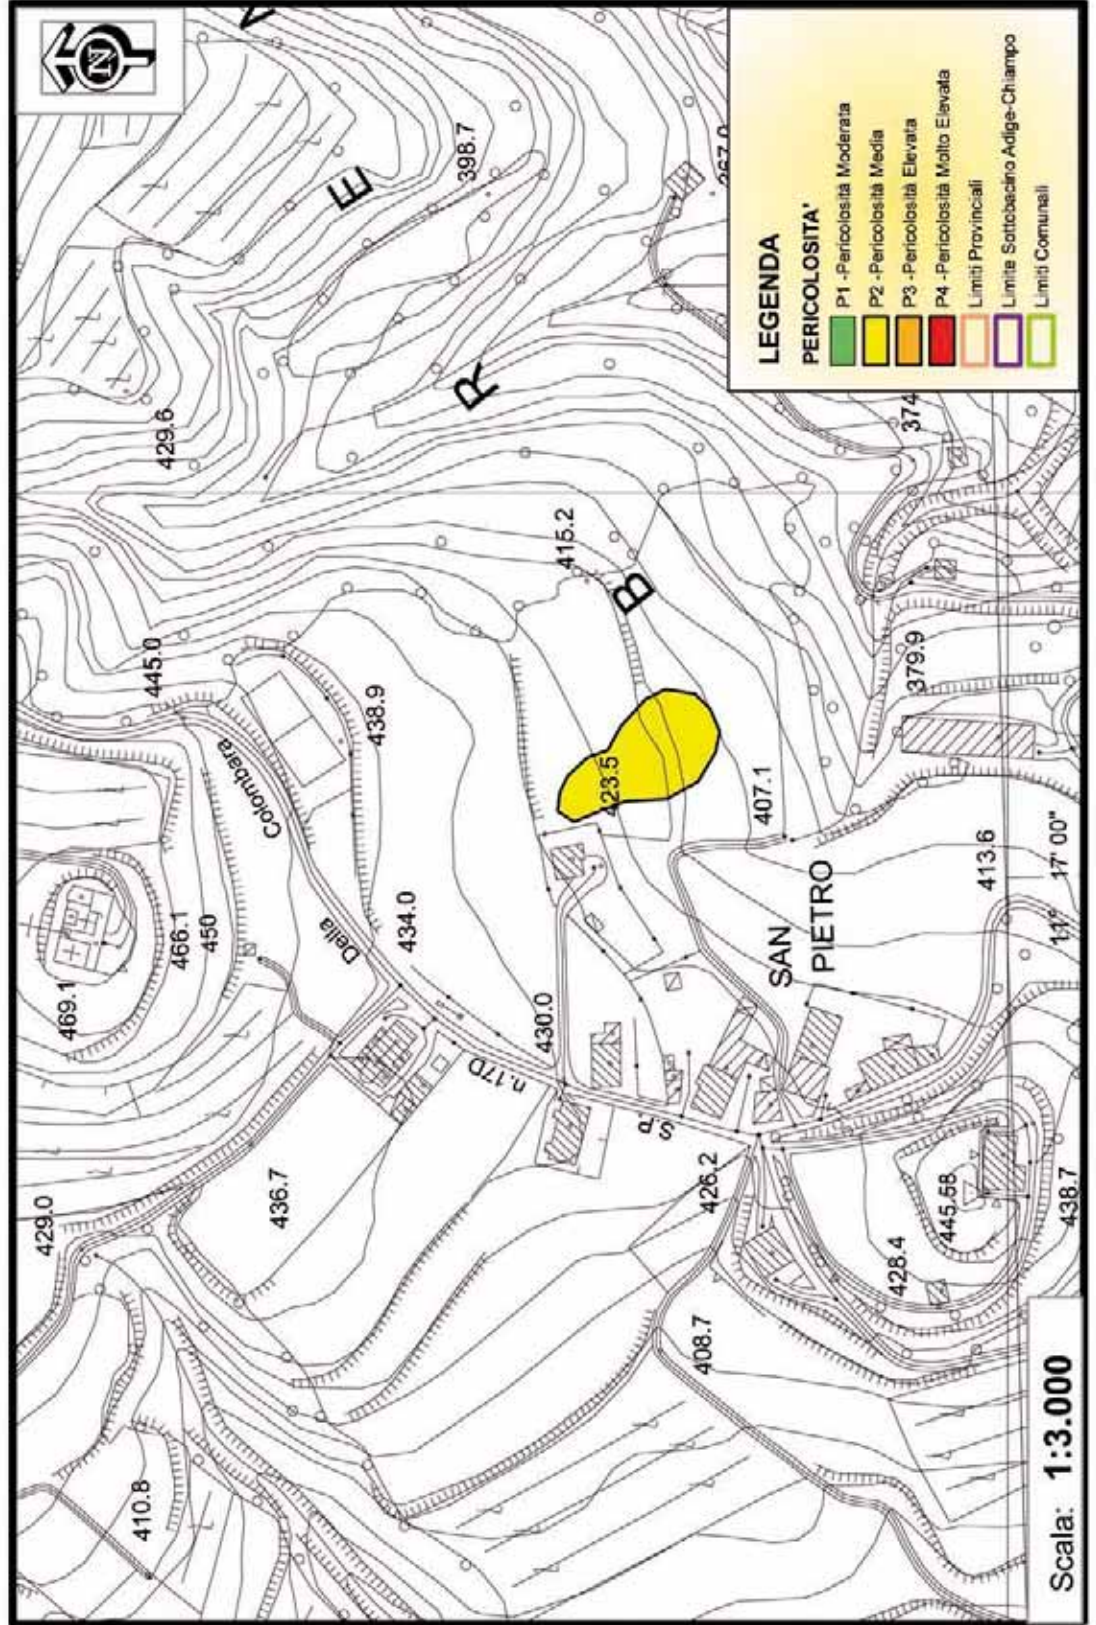 N
469.1
466.1
450
445.0
Colombara
Della
438.9
434.0
429.0
436.7
410.8
n.17D
430.0
S.P
429.6
E
398.7
R
415.2
B
423.5
407.1
SAN
PIETRO
426.2
408.7
428.4
445.68
438.7
413.6
11° 17' 00"
379.9
374
LEGENDA
PERICOLOSITA'
P1 -Pericolosità Moderata
P2 -Pericolosità Media
P3 -Pericolosità Elevata
P4 -Pericolosità Molto Elevata
Limiti Provinciali
Limite Sottobacino Adige-Chiampo
Limiti Comunali
Scala: 1:3.000